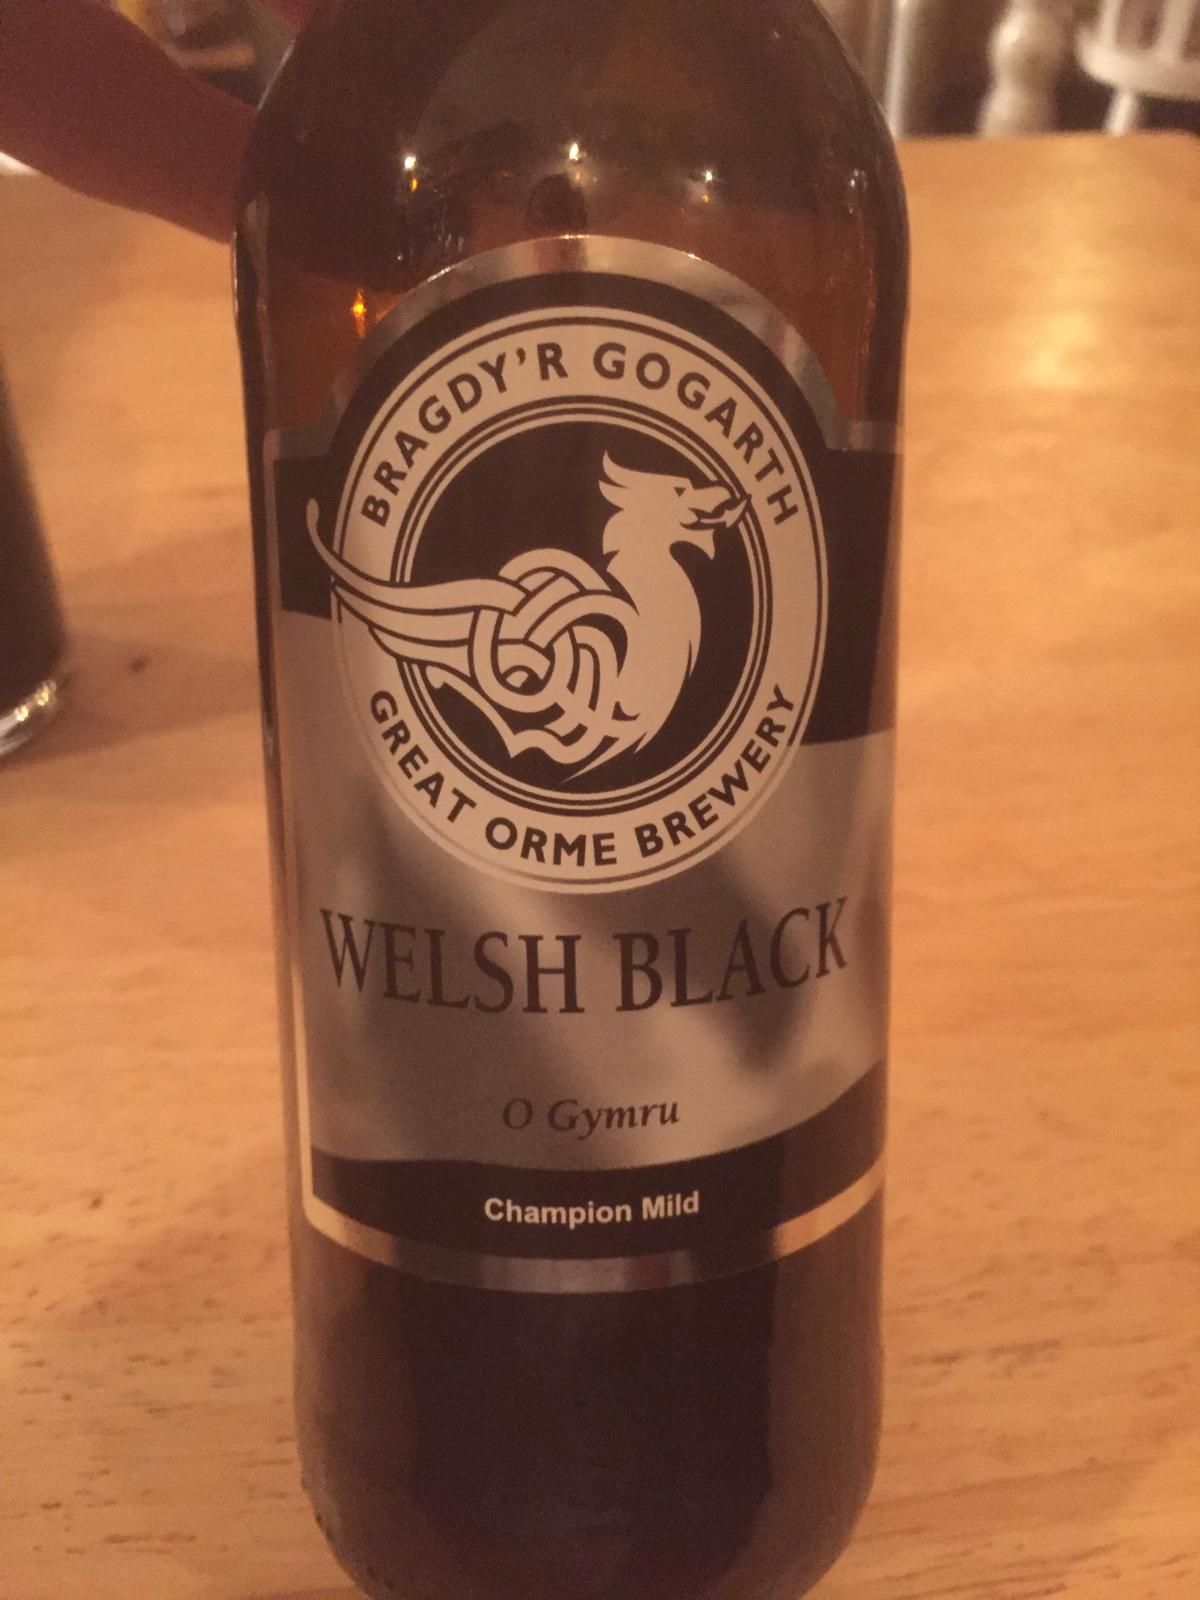 BRAGDY'R GOGARTH
GREAT ORME BREWERY
WELSH BLACK
O Gymru
Champion Mild